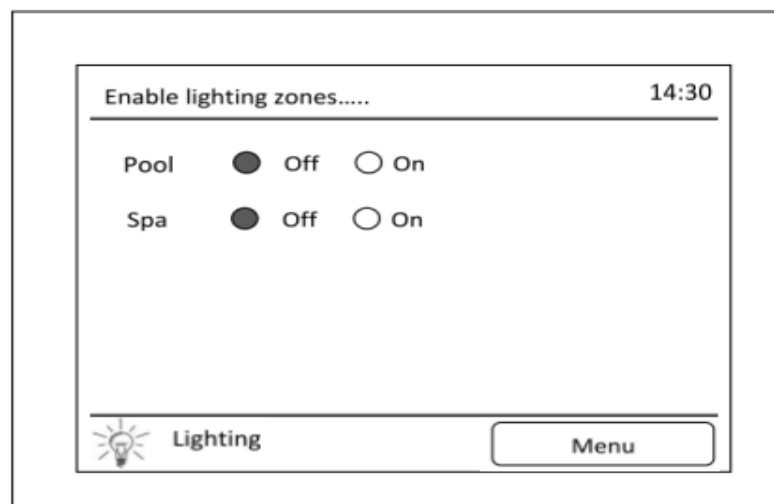 Enable lighting zones..... 14:30
Pool Off On
Spa Off On
Lighting Menu